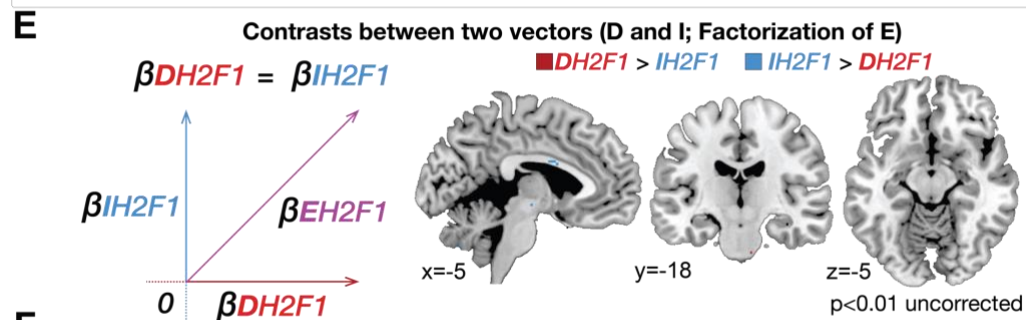 E
Contrasts between two vectors (D and I; Factorization of E)
βDH2F1 = βIH2F1
DH2F1 > IH2F1 IH2F1 > DH2F1
βIH2F1
βEH2F1
x=-5
y=-18
z=-5
0
βDH2F1
p<0.01 uncorrected